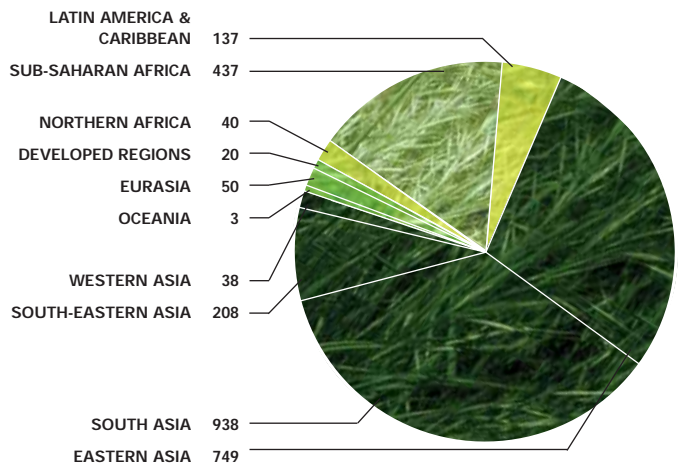 LATIN AMERICA &
CARIBBEAN 137
SUB-SAHARAN AFRICA 437
NORTHERN AFRICA 40
DEVELOPED REGIONS 20
EURASIA 50
OCEANIA 3
WESTERN ASIA 38
SOUTH-EASTERN ASIA 208
SOUTH ASIA 938
EASTERN ASIA 749